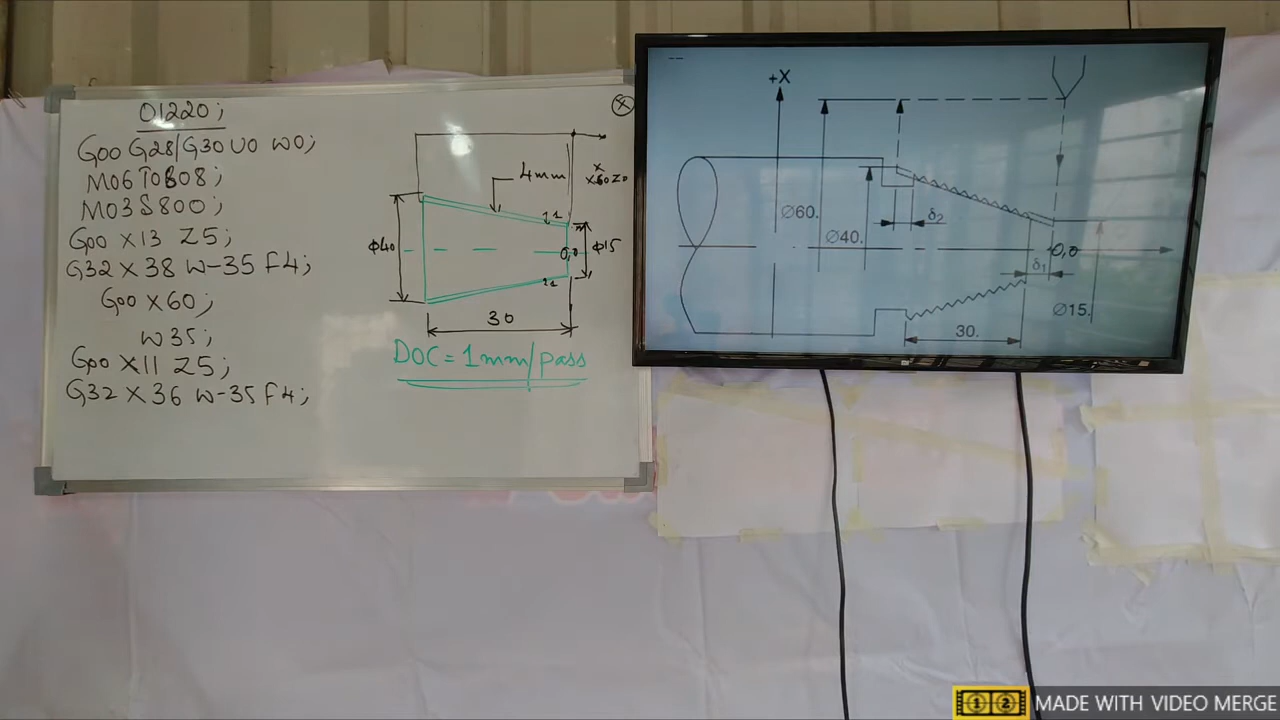 O1220;
G00 G28/G30 U0 W0;
M06 T0808;
M03 S800;
G00 X13 Z5;
G32 X38 W-35 F4;
G00 X60;
W35;
G00 X11 Z5;
G32 X36 W-35 F4;
X
4mm
X60 Z0
Φ40
0,0
Φ15
30
DOC = 1mm/pass
+X
Ø60.
Ø40.
δ2
0,0
δ1
Ø15.
30.
MADE WITH VIDEO MERGE